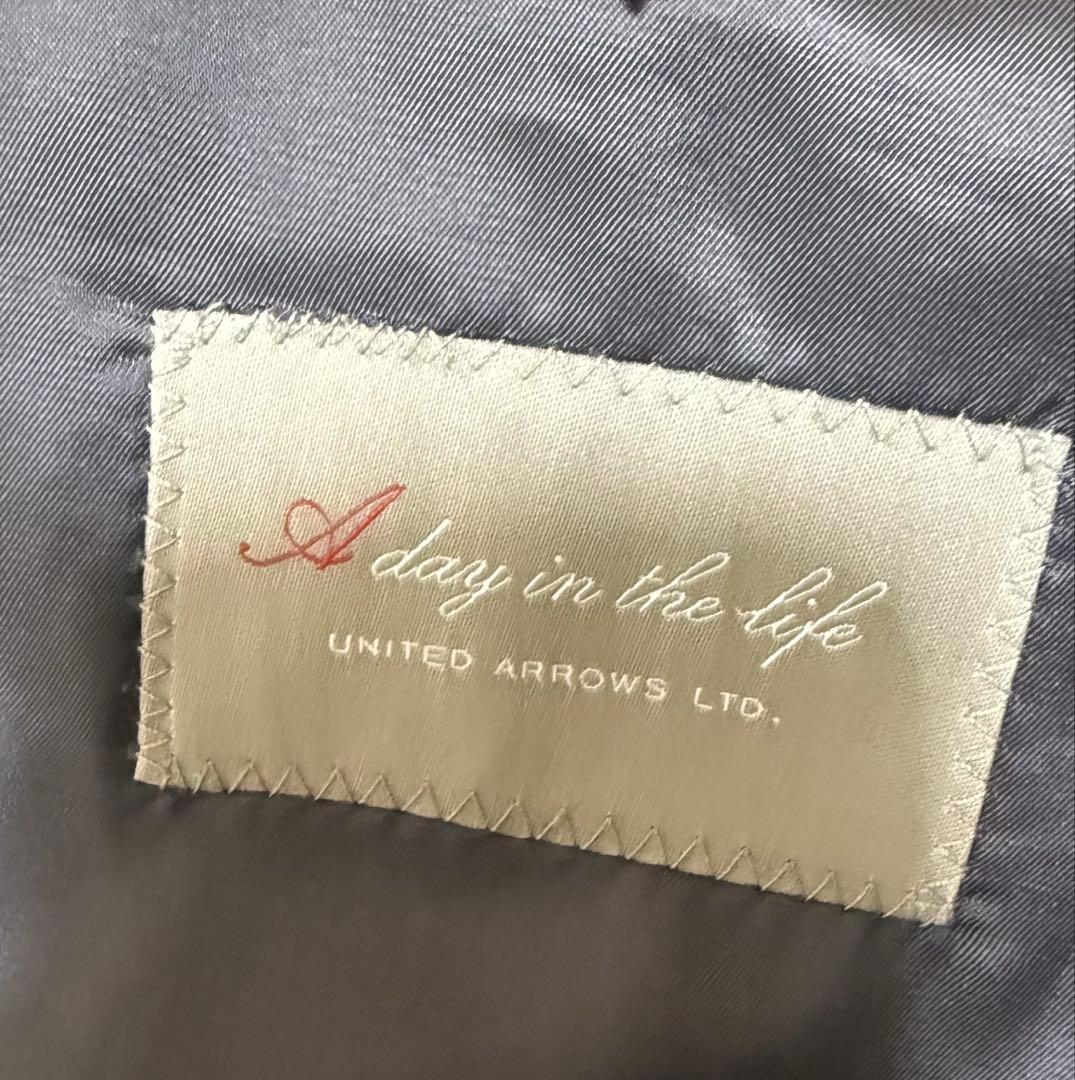 A day in the life
UNITED ARROWS LTD.